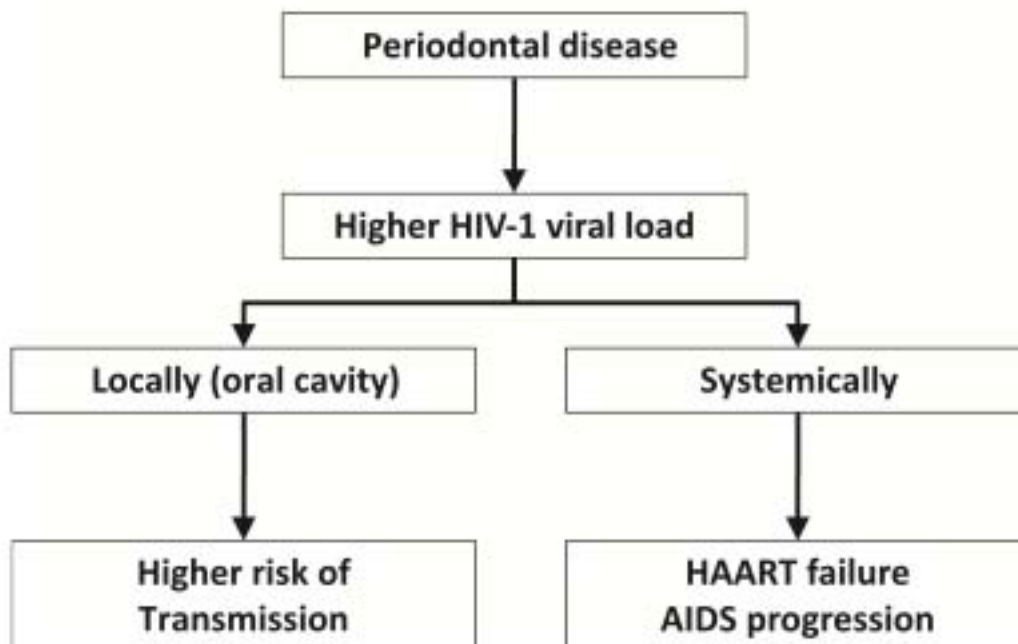 Periodontal disease
Higher HIV-1 viral load
Locally (oral cavity)
Systemically
Higher risk of
Transmission
HAART failure
AIDS progression